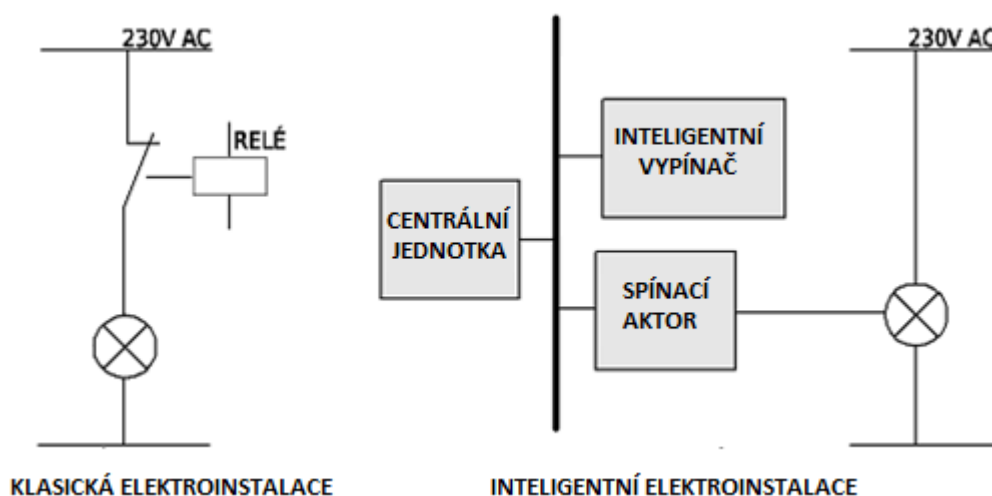 230V AC
RELÉ
KLASICKÁ ELEKTROINSTALACE
CENTRÁLNÍ
JEDNOTKA
INTELIGENTNÍ
VYPÍNAČ
SPÍNACÍ
AKTOR
230V AC
INTELIGENTNÍ ELEKTROINSTALACE